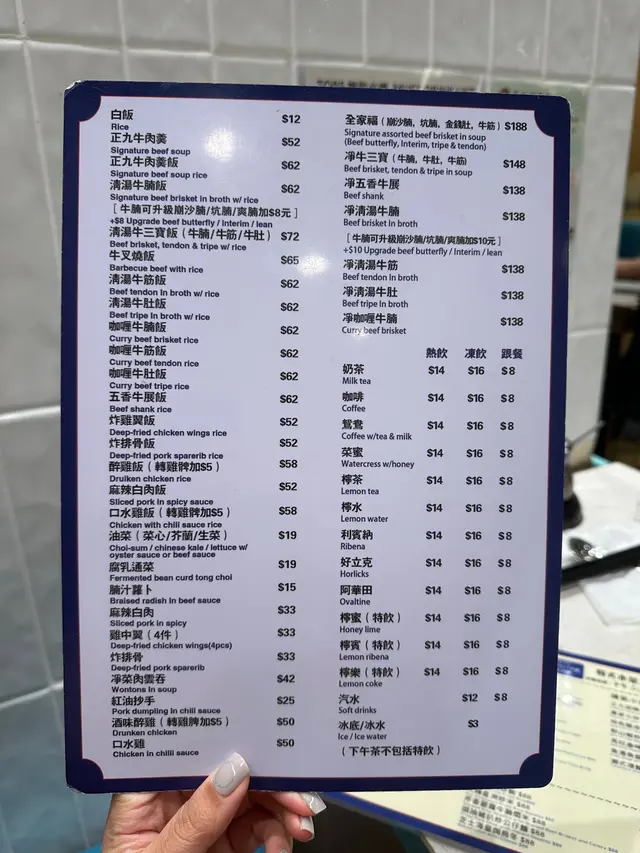 白飯 $12
Rice
正九牛肉羹 $52
Signature beef soup
正九牛肉羹飯 $62
Signature beef soup rice
清湯牛腩飯 $62
Signature beef brisket in broth w/ rice
[ 牛腩可升級崩沙腩/坑腩/爽腩加$8元 ]
+$8 Upgrade beef butterfly / Interim / lean
清湯牛三寶飯 ( 牛腩/牛筋/牛肚 ) $72
Beef brisket, tendon & tripe w/ rice
牛叉燒飯 $65
Barbecue beef with rice
清湯牛筋飯 $62
Beef tendon in broth w/ rice
清湯牛肚飯 $62
Beef tripe in broth w/ rice
咖喱牛腩飯 $62
Curry beef brisket rice
咖喱牛筋飯 $62
Curry beef tendon rice
咖喱牛肚飯 $62
Curry beef tripe rice
五香牛展飯 $62
Beef shank rice
炸雞翼飯 $52
Deep-fried chicken wings rice
炸排骨飯 $52
Deep-fried pork sparerib rice
醉雞飯 ( 轉雞髀加$5 ) $58
Druiken chicken rice
麻辣白肉飯 $52
Sliced pork in spicy sauce
口水雞飯 ( 轉雞髀加$5 ) $58
Chicken with chili sauce rice
油菜 ( 菜心/芥蘭/生菜 ) $19
Choi-sum / chinese kale / lettuce w/
oyster sauce or beef sauce
腐乳通菜 $19
Fermented bean curd tong choi
腩汁蘿卜 $15
Braised radish in beef sauce
麻辣白肉 $33
Sliced pork in spicy
雞中翼 ( 4件 ) $33
Deep-fried chicken wings(4pcs)
炸排骨 $33
Deep-fried pork sparerib
凈菜肉雲吞 $42
Wontons in soup
紅油抄手 $25
Pork dumpling in chill sauce
酒味醉雞 ( 轉雞髀加$5 ) $50
Drunken chicken
口水雞 $50
Chicken in chilli sauce
全家福 ( 崩沙腩, 坑腩, 金錢肚, 牛筋 ) $188
Signature assorted beef brisket in soup
(Beef butterfly, Interim, tripe & tendon)
凈牛三寶 ( 牛腩, 牛肚, 牛筋) $148
Beef brisket, tendon & tripe in soup
凈五香牛展 $138
Beef shank
凈清湯牛腩 $138
Beef brisket In broth
[ 牛腩可升級崩沙腩/坑腩/爽腩加$10元 ]
+$10 Upgrade beef butterfly / Interim / lean
凈清湯牛筋 $138
Beef tendon In broth
凈清湯牛肚 $138
Beef tripe In broth
凈咖喱牛腩 $138
Curry beef brisket
熱飲 凍飲 跟餐
奶茶 $14 $16 $8
Milk tea
咖啡 $14 $16 $8
Coffee
鴛鴦 $14 $16 $8
Coffee w/tea & milk
菜蜜 $14 $16 $8
Watercress w/honey
檸茶 $14 $16 $8
Lemon tea
檸水 $14 $16 $8
Lemon water
利賓納 $14 $16 $8
Ribena
好立克 $14 $16 $8
Horlicks
阿華田 $14 $16 $8
Ovaltine
檸蜜 ( 特飲 ) $14 $16 $8
Honey lime
檸賓 ( 特飲 ) $14 $16 $8
Lemon ribena
檸樂 ( 特飲 ) $14 $16 $8
Lemon coke
汽水 $12 $8
Soft drinks
冰底/冰水 $3
Ice / Ice water
( 下午茶不包括特飲 )